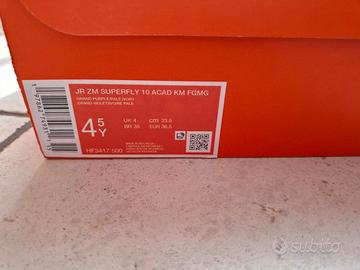 JR ZM SUPERFLY 10 ACAD KM FGMG
GRAND PURPLE/PALE IVORY
GRAND VIOLET/IVOIRE PALE
4.5Y
UK 4
cm 23.5
BR 35
EUR 36.5
HF3417 500
subito